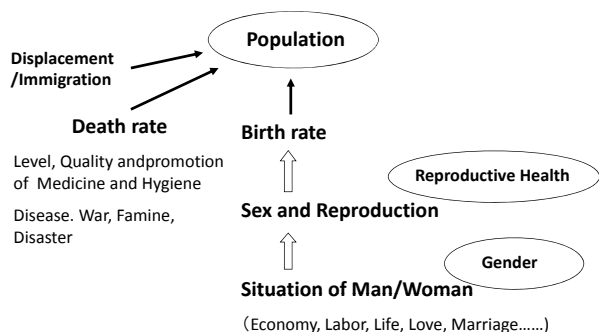 Population
Displacement
/Immigration
Death rate
Birth rate
Level, Quality andpromotion
of Medicine and Hygiene
Reproductive Health
Disease. War, Famine,
Disaster
Sex and Reproduction
Gender
Situation of Man/Woman
（Economy, Labor, Life, Love, Marriage……)